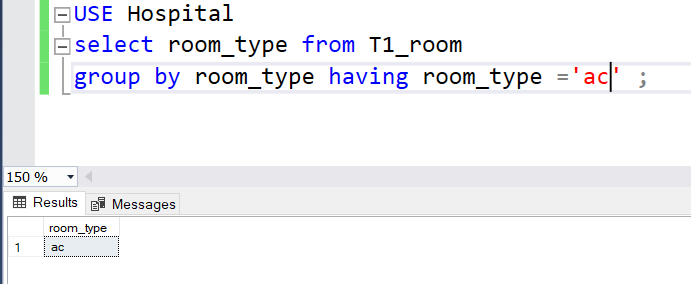 USE Hospital
select room_type from T1_room
group by room_type having room_type ='ac' ;
150 %
Results Messages
room_type
1 ac